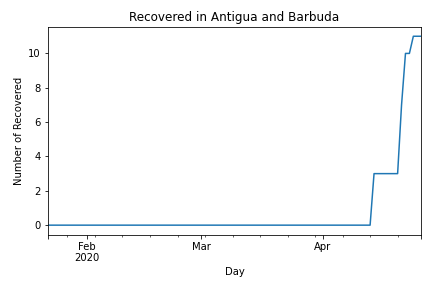 Recovered in Antigua and Barbuda
Number of Recovered
10
8
6
4
2
0
Feb
2020
Mar
Apr
Day